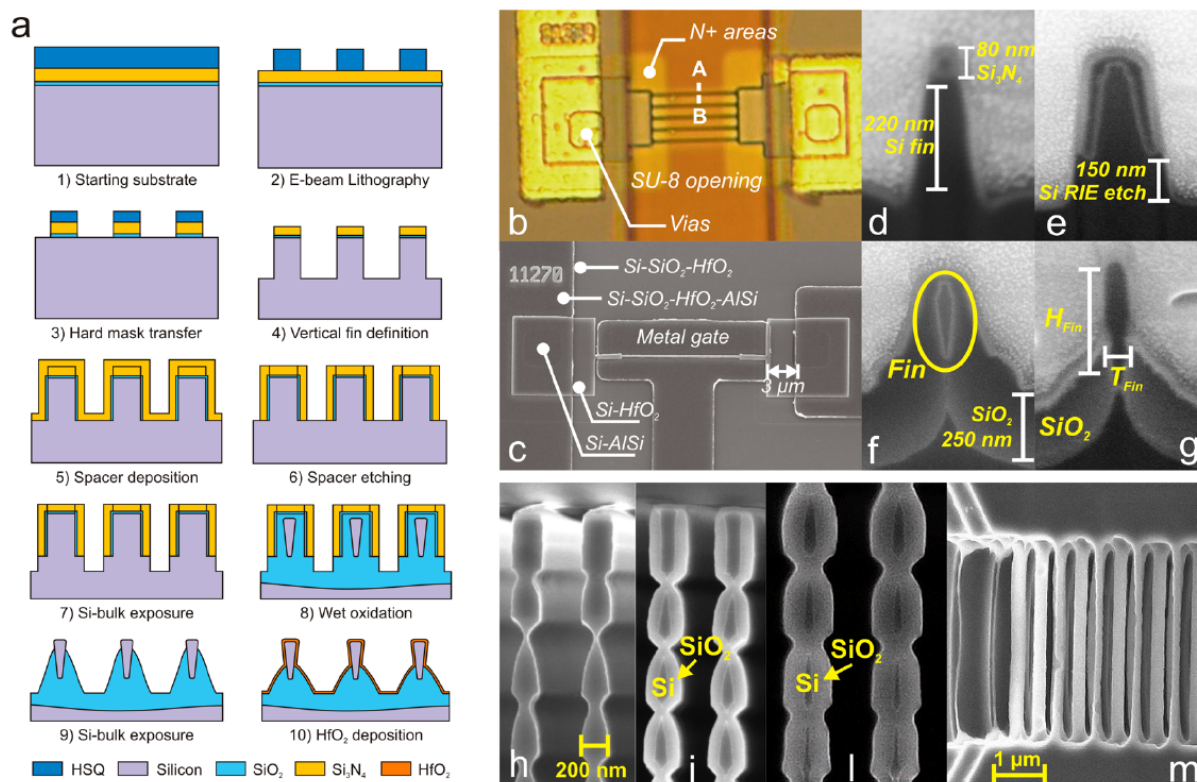 a
1) Starting substrate
2) E-beam Lithography
3) Hard mask transfer
4) Vertical fin definition
5) Spacer deposition
6) Spacer etching
7) Si-bulk exposure
8) Wet oxidation
9) Si-bulk exposure
10) HfO₂ deposition
HSQ
Silicon
SiO₂
Si₃N₄
HfO₂
N+ areas
A
B
SU-8 opening
Vias
b
11270
Si-SiO₂-HfO₂
Si-SiO₂-HfO₂-AlSi
Metal gate
3 µm
Si-HfO₂
Si-AlSi
c
80 nm
Si₃N₄
220 nm
Si fin
d
150 nm
Si RIE etch
e
Fin
SiO₂
250 nm
f
H_Fin
T_Fin
SiO₂
g
200 nm
h
SiO₂
Si
i
SiO₂
Si
l
1 µm
m